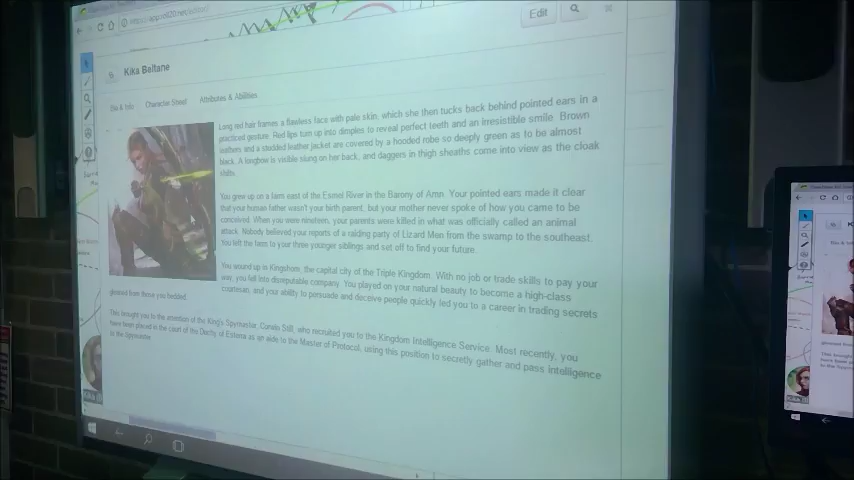 Edit
Kika Beltane
Bio & Info Character Sheet Attributes & Abilities
Long red hair frames a flawless face with pale skin, which she then tucks back behind pointed ears in a
practiced gesture. Red lips turn up into dimples to reveal perfect teeth and an irresistible smile. Brown
leathers and a studded leather jacket are covered by a hooded robe so deeply green as to be almost
black. A longbow is visible slung on her back, and daggers in thigh sheaths come into view as the cloak
shifts.
You grew up on a farm east of the Esmel River in the Barony of Amn. Your pointed ears made it clear
that your human father wasn't your birth parent, but your mother never spoke of how you came to be
conceived. When you were nineteen, your parents were killed in what was officially called an animal
attack. Nobody believed your reports of a raiding party of Lizard Men from the swamp to the southeast.
You left the farm to your three younger siblings and set off to find your future.
You wound up in Kingshore, the capital city of the Triple Kingdom. With no job or trade skills to pay your
way, you fell into disreputable company. You played on your natural beauty to become a high-class
courtesan, and your ability to persuade and deceive people quickly led you to a career in trading secrets
gleaned from those you bedded.
This brought you to the attention of the King's Spymaster, Still, who recruited you to the Kingdom Intelligence Service. Most recently, you
have been placed in the court of the Duchy of as an aide to the Master of Protocol, using this position to secretly gather and pass intelligence
to the Spymaster.